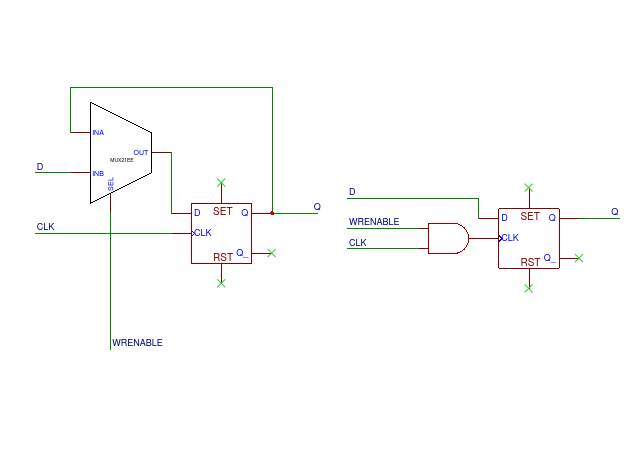 D
CLK
INA
INB
MUX21EE
OUT
SEL
WRENABLE
D
SET
Q
CLK
RST
Q_
Q
D
WRENABLE
CLK
D
SET
Q
CLK
RST
Q_
Q